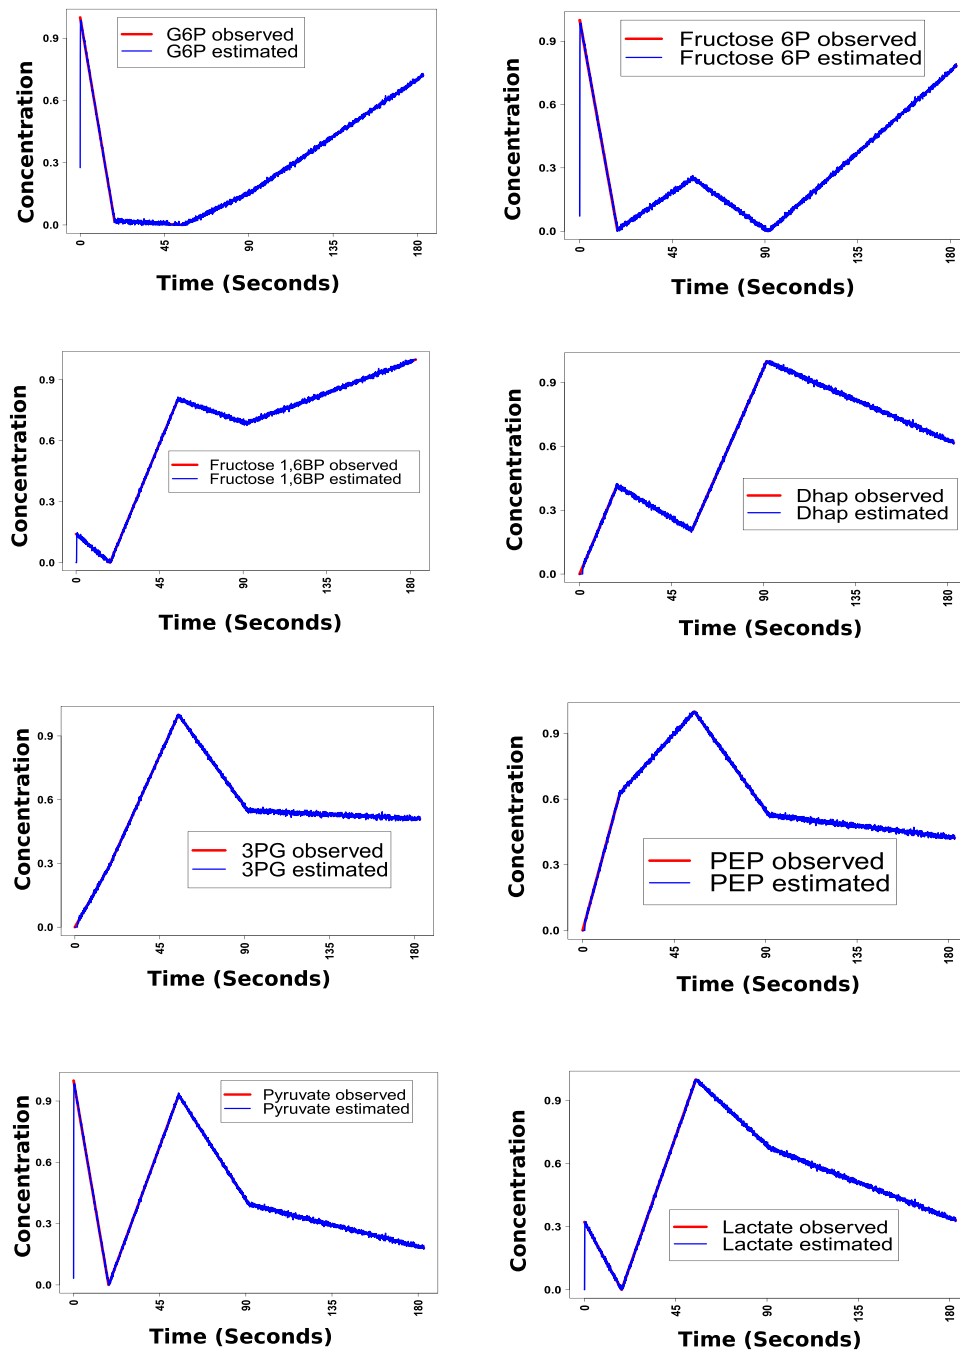 G6P observed
G6P estimated
0.9
0.6
0.3
0.0
Concentration
0
45
90
135
180
Time (Seconds)
Fructose 6P observed
Fructose 6P estimated
0.9
0.6
0.3
0.0
Concentration
0
45
90
135
180
Time (Seconds)
0.9
0.6
0.3
0.0
Concentration
Fructose 1,6BP observed
Fructose 1,6BP estimated
0
45
90
135
180
Time (Seconds)
0.9
0.6
0.3
0.0
Concentration
Dhap observed
Dhap estimated
0
45
90
135
180
Time (Seconds)
0.9
0.6
0.3
0.0
Concentration
3PG observed
3PG estimated
0
45
90
135
180
Time (Seconds)
0.9
0.6
0.3
0.0
Concentration
PEP observed
PEP estimated
0
45
90
135
180
Time (Seconds)
Pyruvate observed
Pyruvate estimated
0.9
0.6
0.3
0.0
Concentration
0
45
90
135
180
Time (Seconds)
0.9
0.6
0.3
0.0
Concentration
Lactate observed
Lactate estimated
0
45
90
135
180
Time (Seconds)